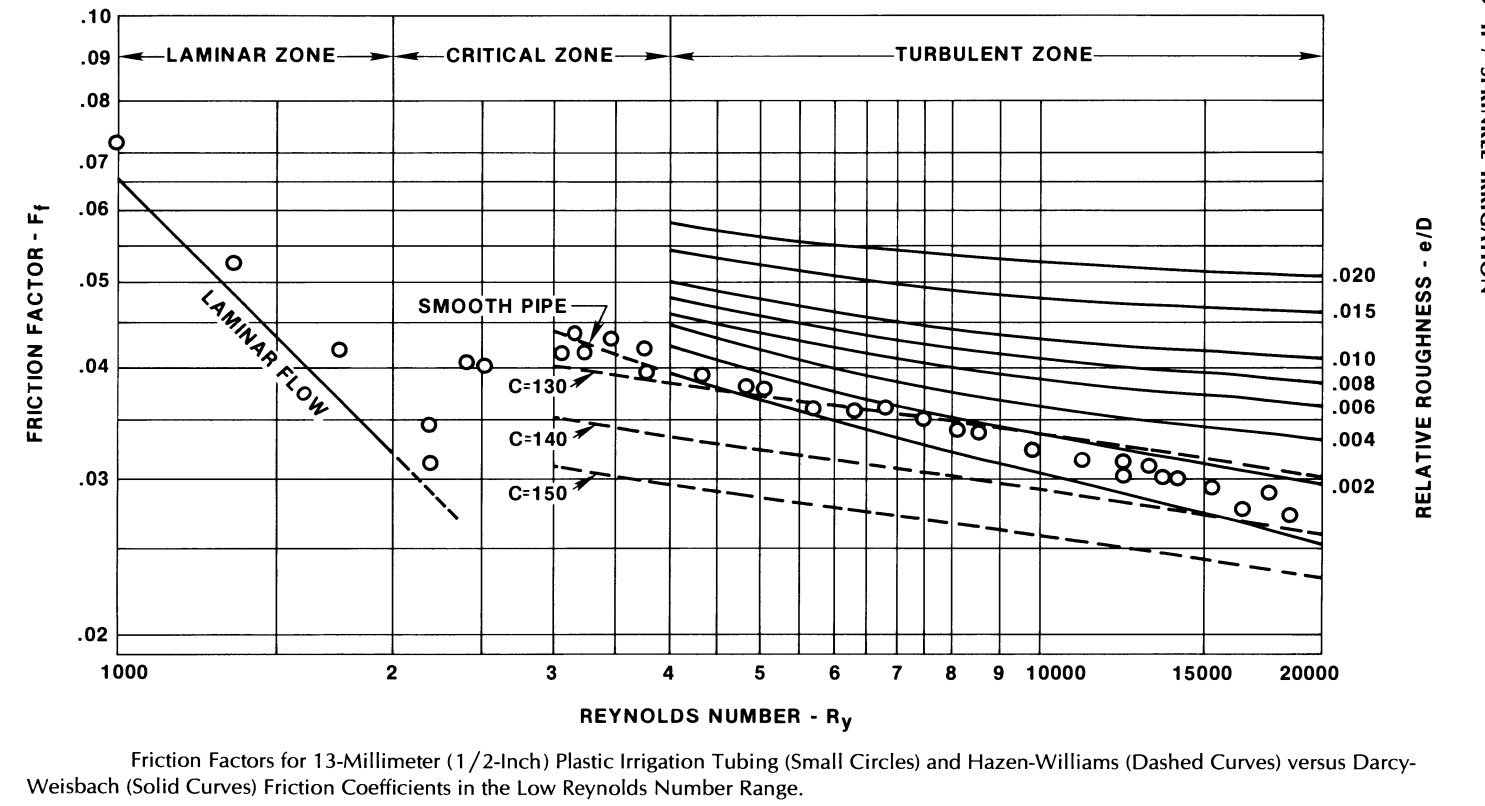 .10
.09
LAMINAR ZONE CRITICAL ZONE TURBULENT ZONE
.08
.07
.06
.05
.04
.03
.02
FRICTION FACTOR - Ff
LAMINAR FLOW
SMOOTH PIPE
C=130
C=140
C=150
.020
.015
.010
.008
.006
.004
.002
RELATIVE ROUGHNESS - e/D
1000 2 3 4 5 6 7 8 9 10000 15000 20000
REYNOLDS NUMBER - Ry
Friction Factors for 13-Millimeter (1/2-Inch) Plastic Irrigation Tubing (Small Circles) and Hazen-Williams (Dashed Curves) versus Darcy-
Weisbach (Solid Curves) Friction Coefficients in the Low Reynolds Number Range.